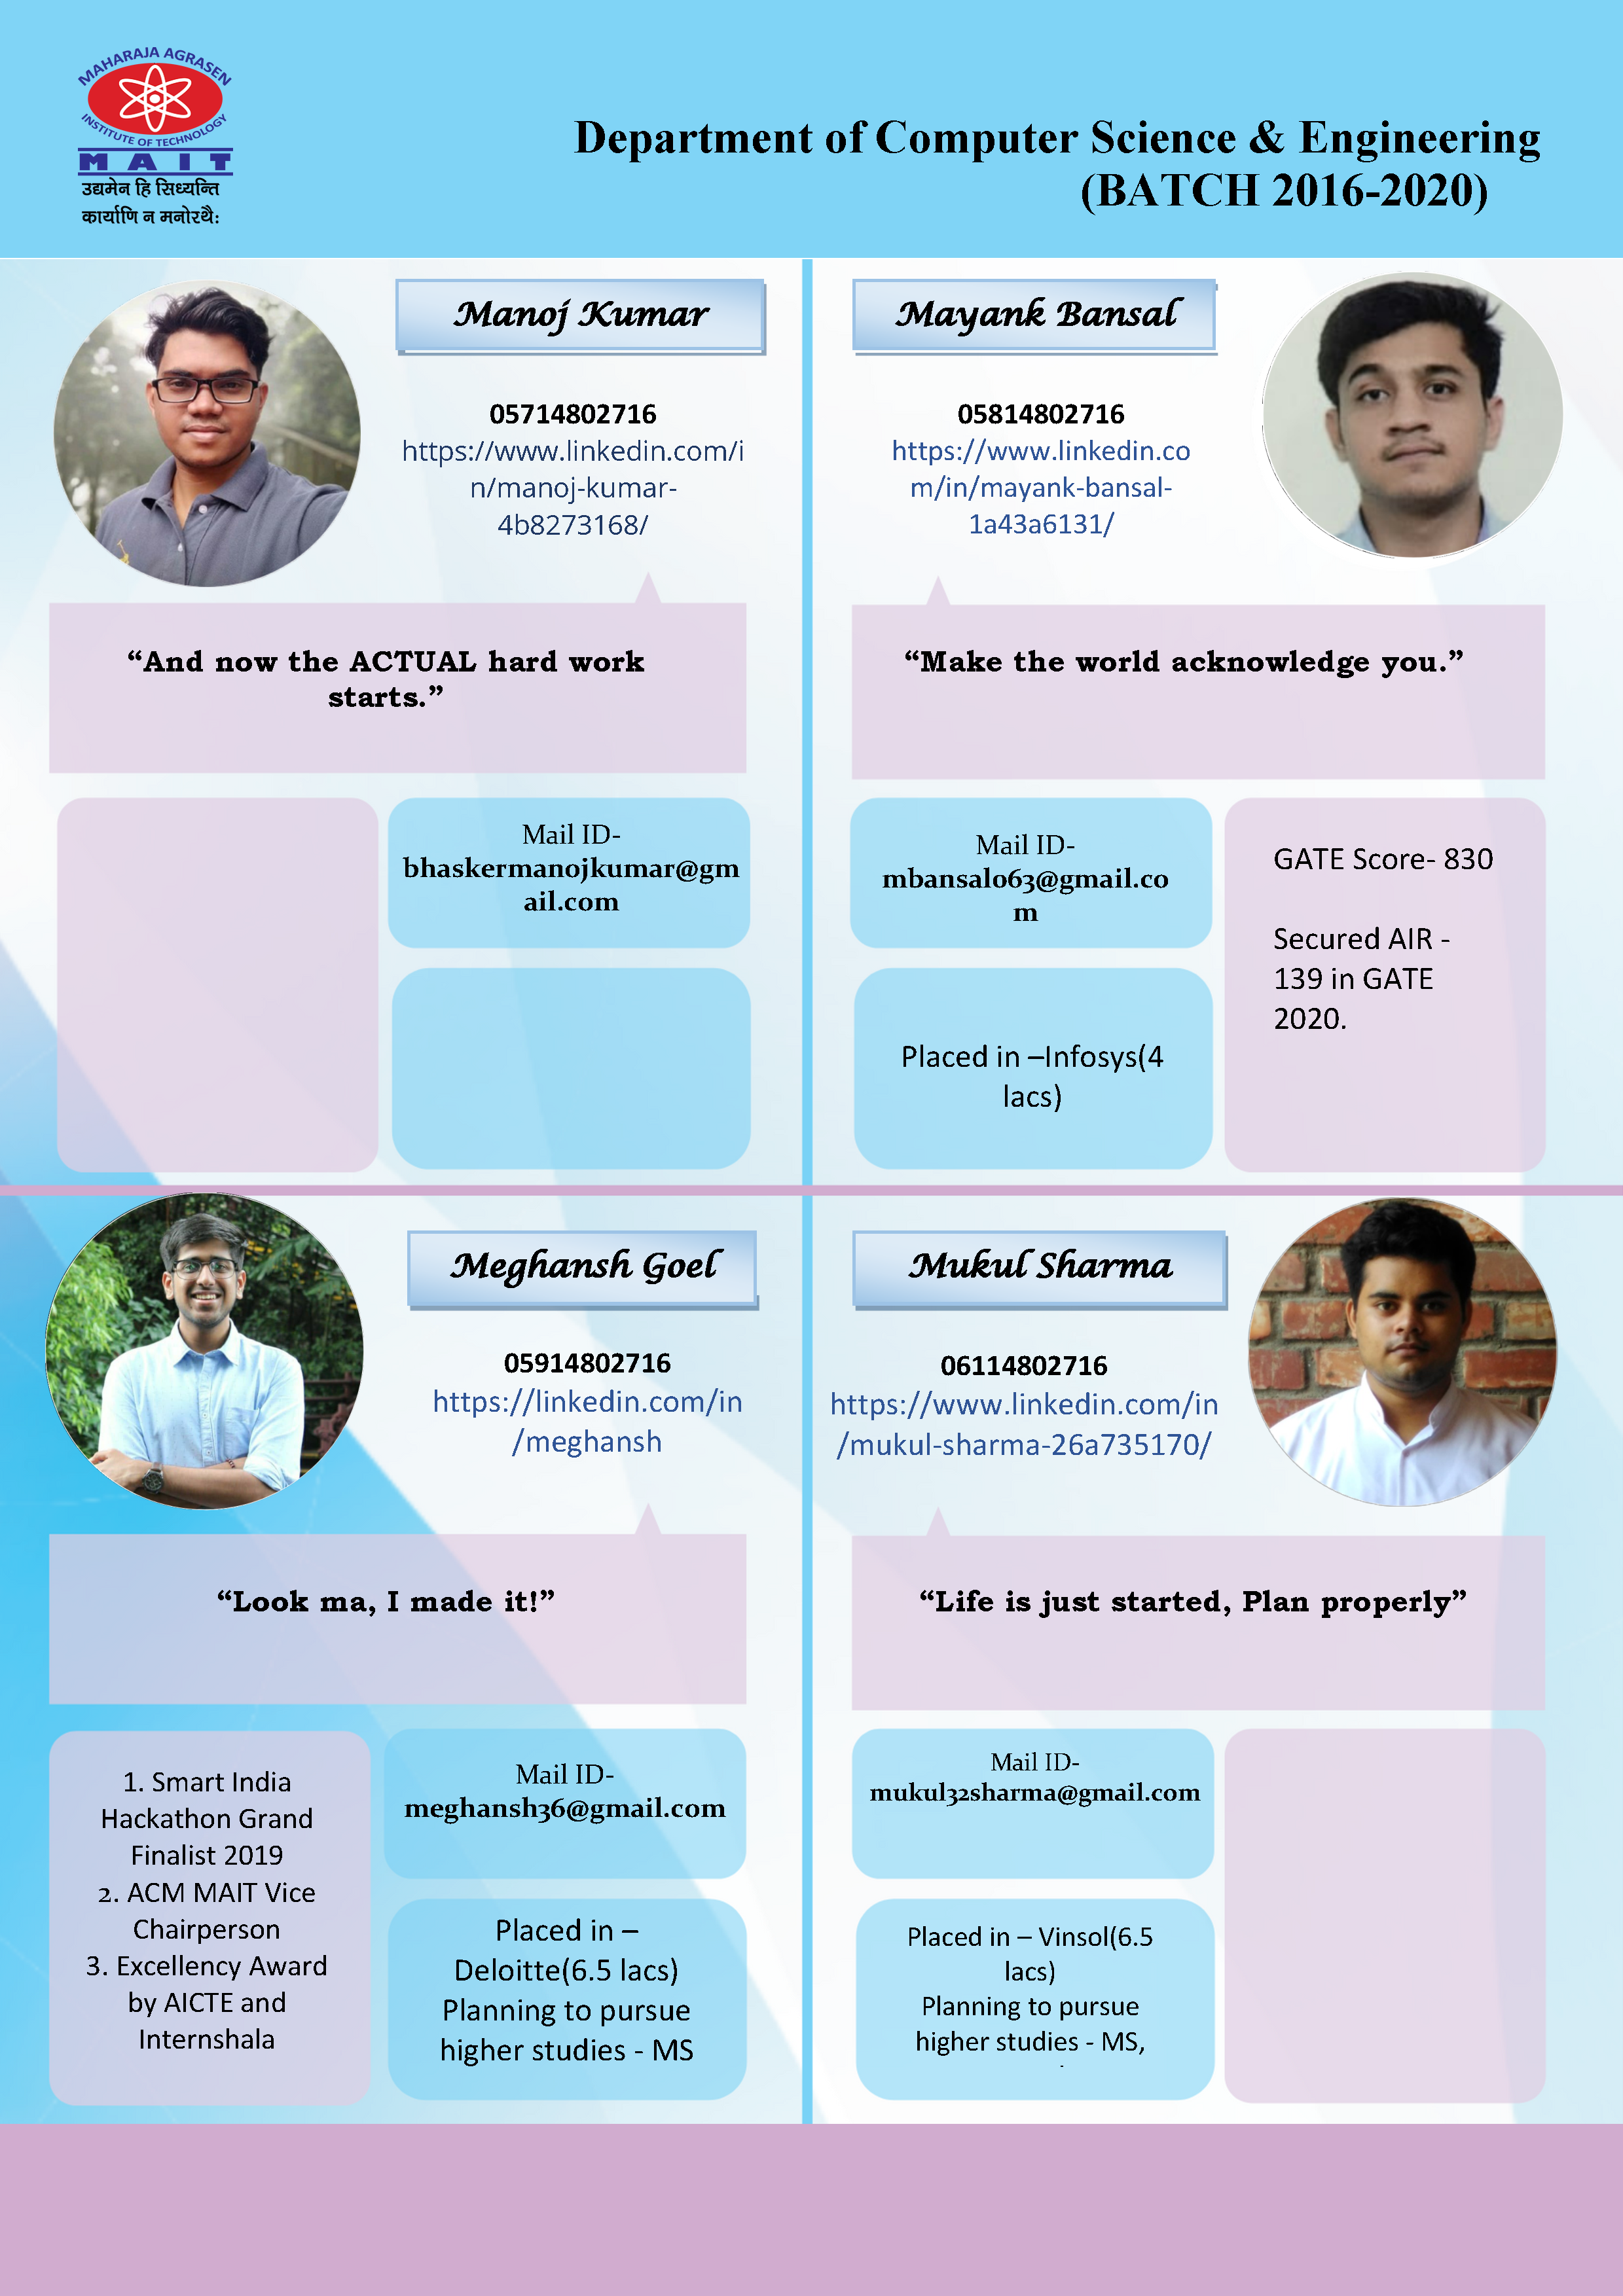 MAHARAJA AGRASEN
INSTITUTE OF TECHNOLOGY
MAIT
उद्यमेन हि सिध्यन्ति
कार्याणि न मनोरथै:
Department of Computer Science & Engineering
(BATCH 2016-2020)
Manoj Kumar
05714802716
https://www.linkedin.com/i
n/manoj-kumar-
4b8273168/
“And now the ACTUAL hard work
starts.”
Mail ID-
bhaskermanojkumar@gm
ail.com
Mayank Bansal
05814802716
https://www.linkedin.co
m/in/mayank-bansal-
1a43a6131/
“Make the world acknowledge you.”
Mail ID-
mbansal063@gmail.co
m
Placed in –Infosys(4
lacs)
GATE Score- 830
Secured AIR -
139 in GATE
2020.
Meghansh Goel
05914802716
https://linkedin.com/in
/meghansh
“Look ma, I made it!”
1. Smart India
Hackathon Grand
Finalist 2019
2. ACM MAIT Vice
Chairperson
3. Excellency Award
by AICTE and
Internshala
Mail ID-
meghansh36@gmail.com
Placed in –
Deloitte(6.5 lacs)
Planning to pursue
higher studies - MS
Mukul Sharma
06114802716
https://www.linkedin.com/in
/mukul-sharma-26a735170/
“Life is just started, Plan properly”
Mail ID-
mukul32sharma@gmail.com
Placed in – Vinsol(6.5
lacs)
Planning to pursue
higher studies - MS,